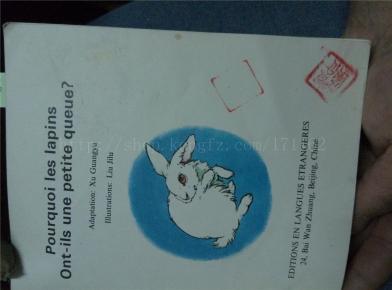 Pourquoi les lapins
Ont-ils une petite queue?
Adaptation: Xu Guangyu
Illustrations: Liu Jilu
EDITIONS EN LANGUES ETRANGERES
24, Bai Wan Zhuang, Beijing, Chine